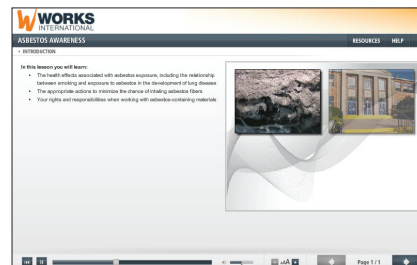 WORKS
INTERNATIONAL
ASBESTOS AWARENESS
RESOURCES HELP
• INTRODUCTION
In this lesson you will learn:
• The health effects associated with asbestos exposure, including the relationship
between smoking and exposure to asbestos in the development of lung disease
• The appropriate actions to minimize the chance of inhaling asbestos fibers
• Your rights and responsibilities when working with asbestos-containing materials
Page 1 / 1